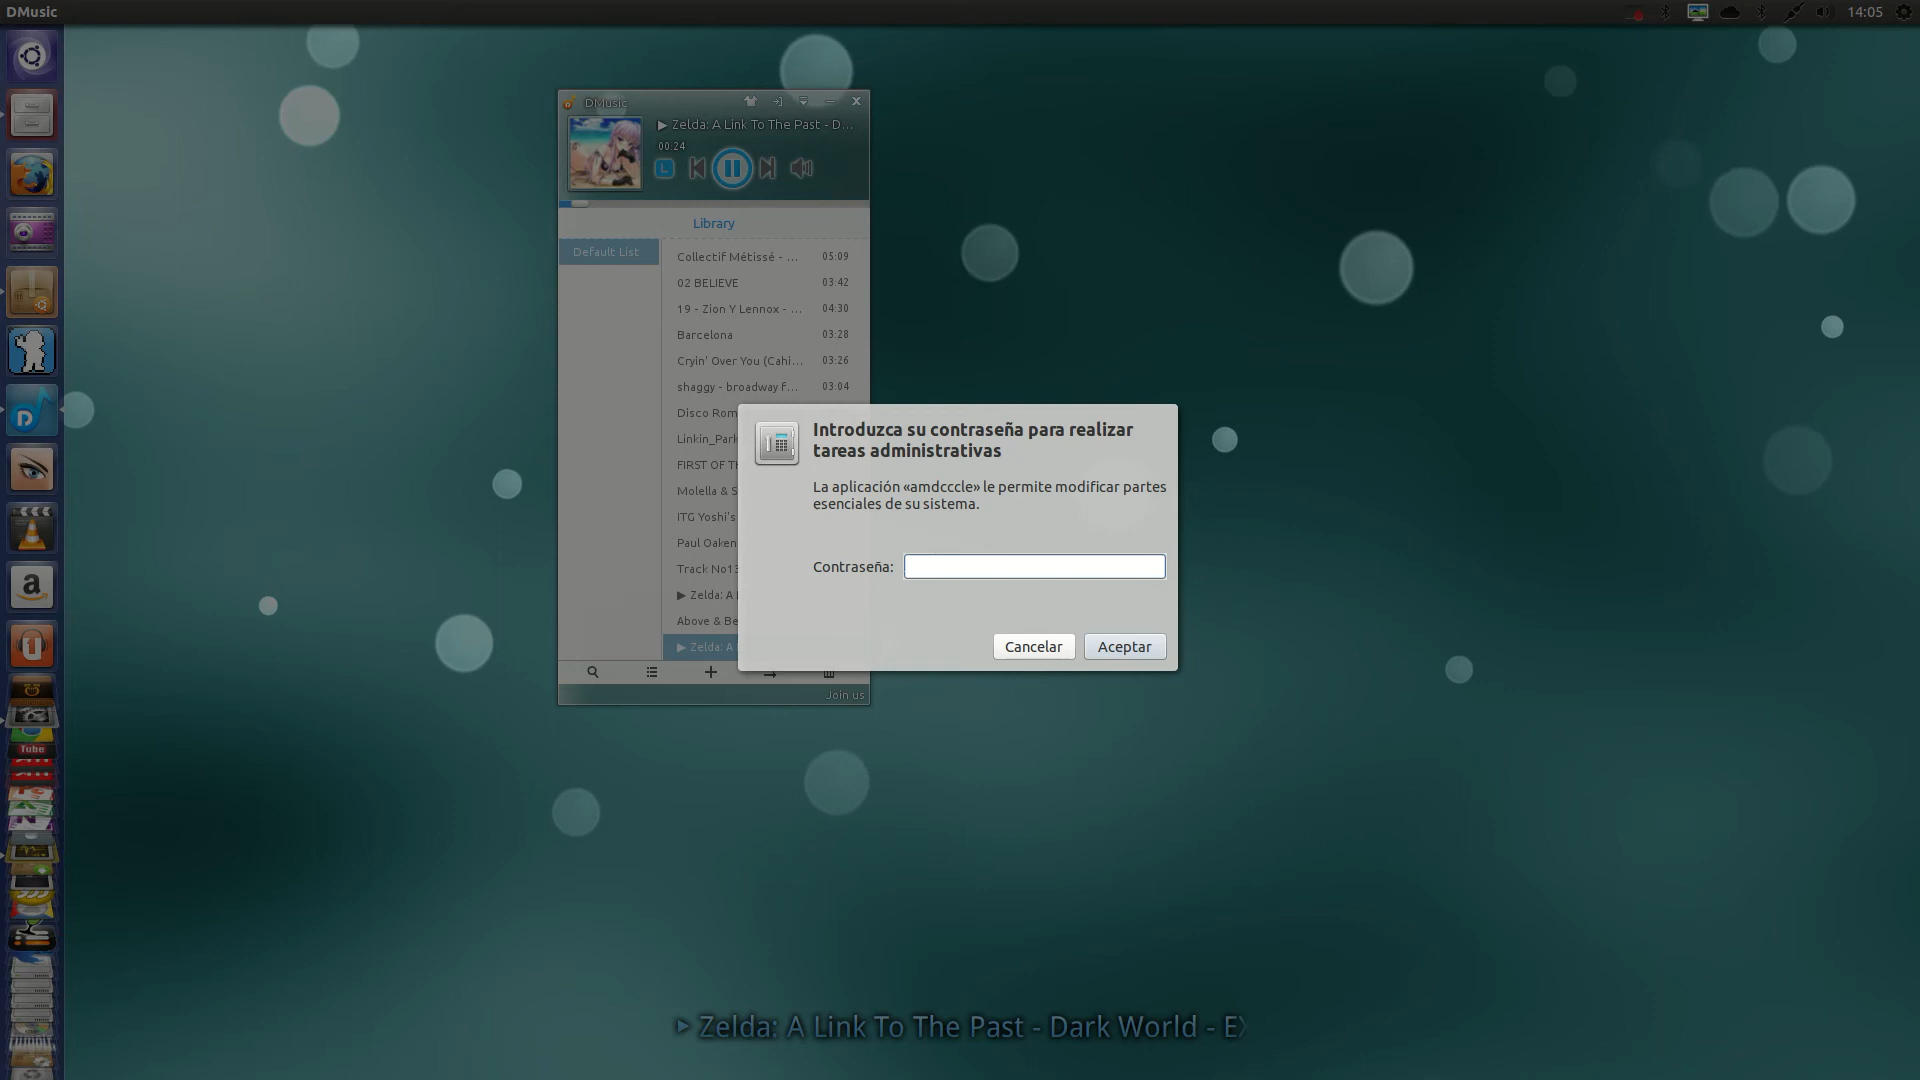 DMusic
14:05
DMusic
▶ Zelda: A Link To The Past - D...
00:24
L
Library
Default List
Collectif Métissé - ... 05:09
02 BELIEVE 03:42
19 - Zion Y Lennox - ... 04:30
Barcelona 03:28
Cryin' Over You (Cahi... 03:26
shaggy - broadway f... 03:04
Disco Rom
Linkin_Park
FIRST OF TH
Molella & S
ITG Yoshi's
Paul Oaken
Track No13
▶ Zelda: A
Above & Be
▶ Zelda: A
Join us
Introduzca su contraseña para realizar
tareas administrativas
La aplicación «amdcccle» le permite modificar partes
esenciales de su sistema.
Contraseña:
Cancelar
Aceptar
Tube
▶ Zelda: A Link To The Past - Dark World - E